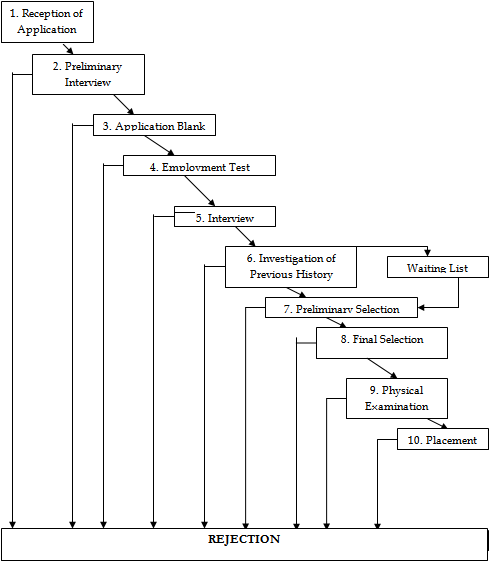 1. Reception of
Application
2. Preliminary
Interview
3. Application Blank
4. Employment Test
5. Interview
6. Investigation of
Previous History
Waiting List
7. Preliminary Selection
8. Final Selection
9. Physical
Examination
10. Placement
REJECTION